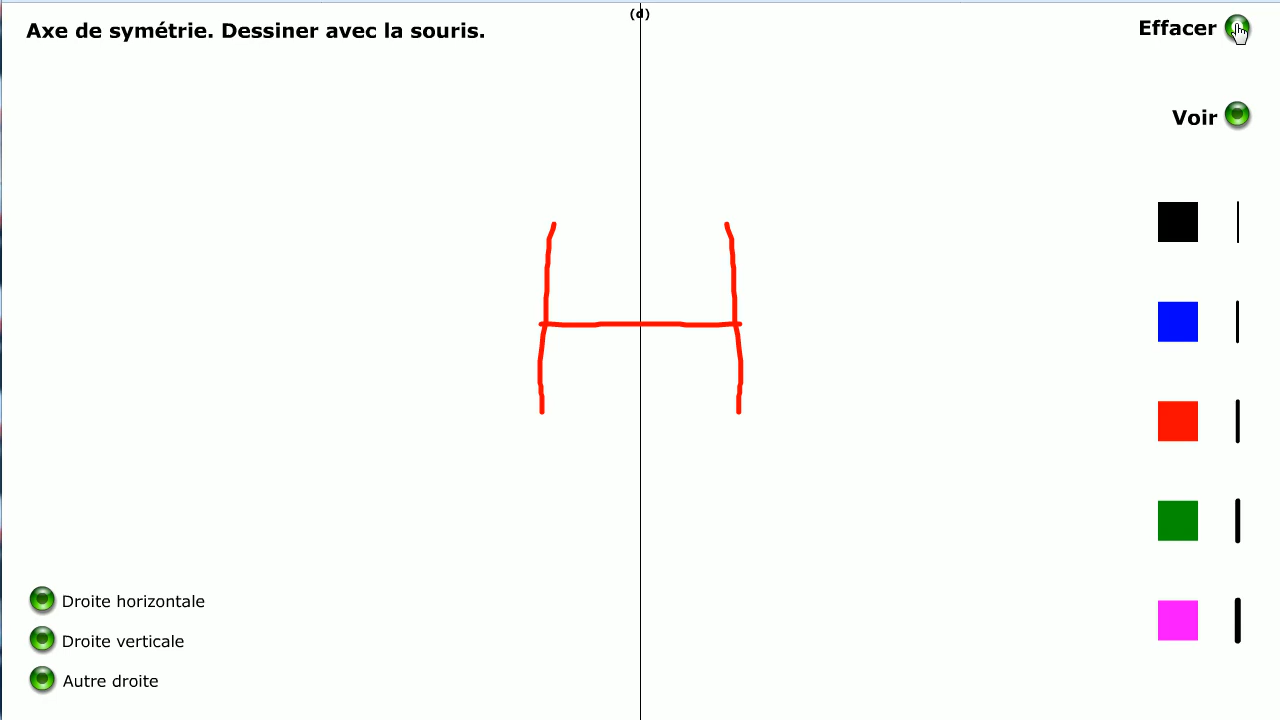 (d)
Axe de symétrie. Dessiner avec la souris.
Effacer
Voir
H
Droite horizontale
Droite verticale
Autre droite